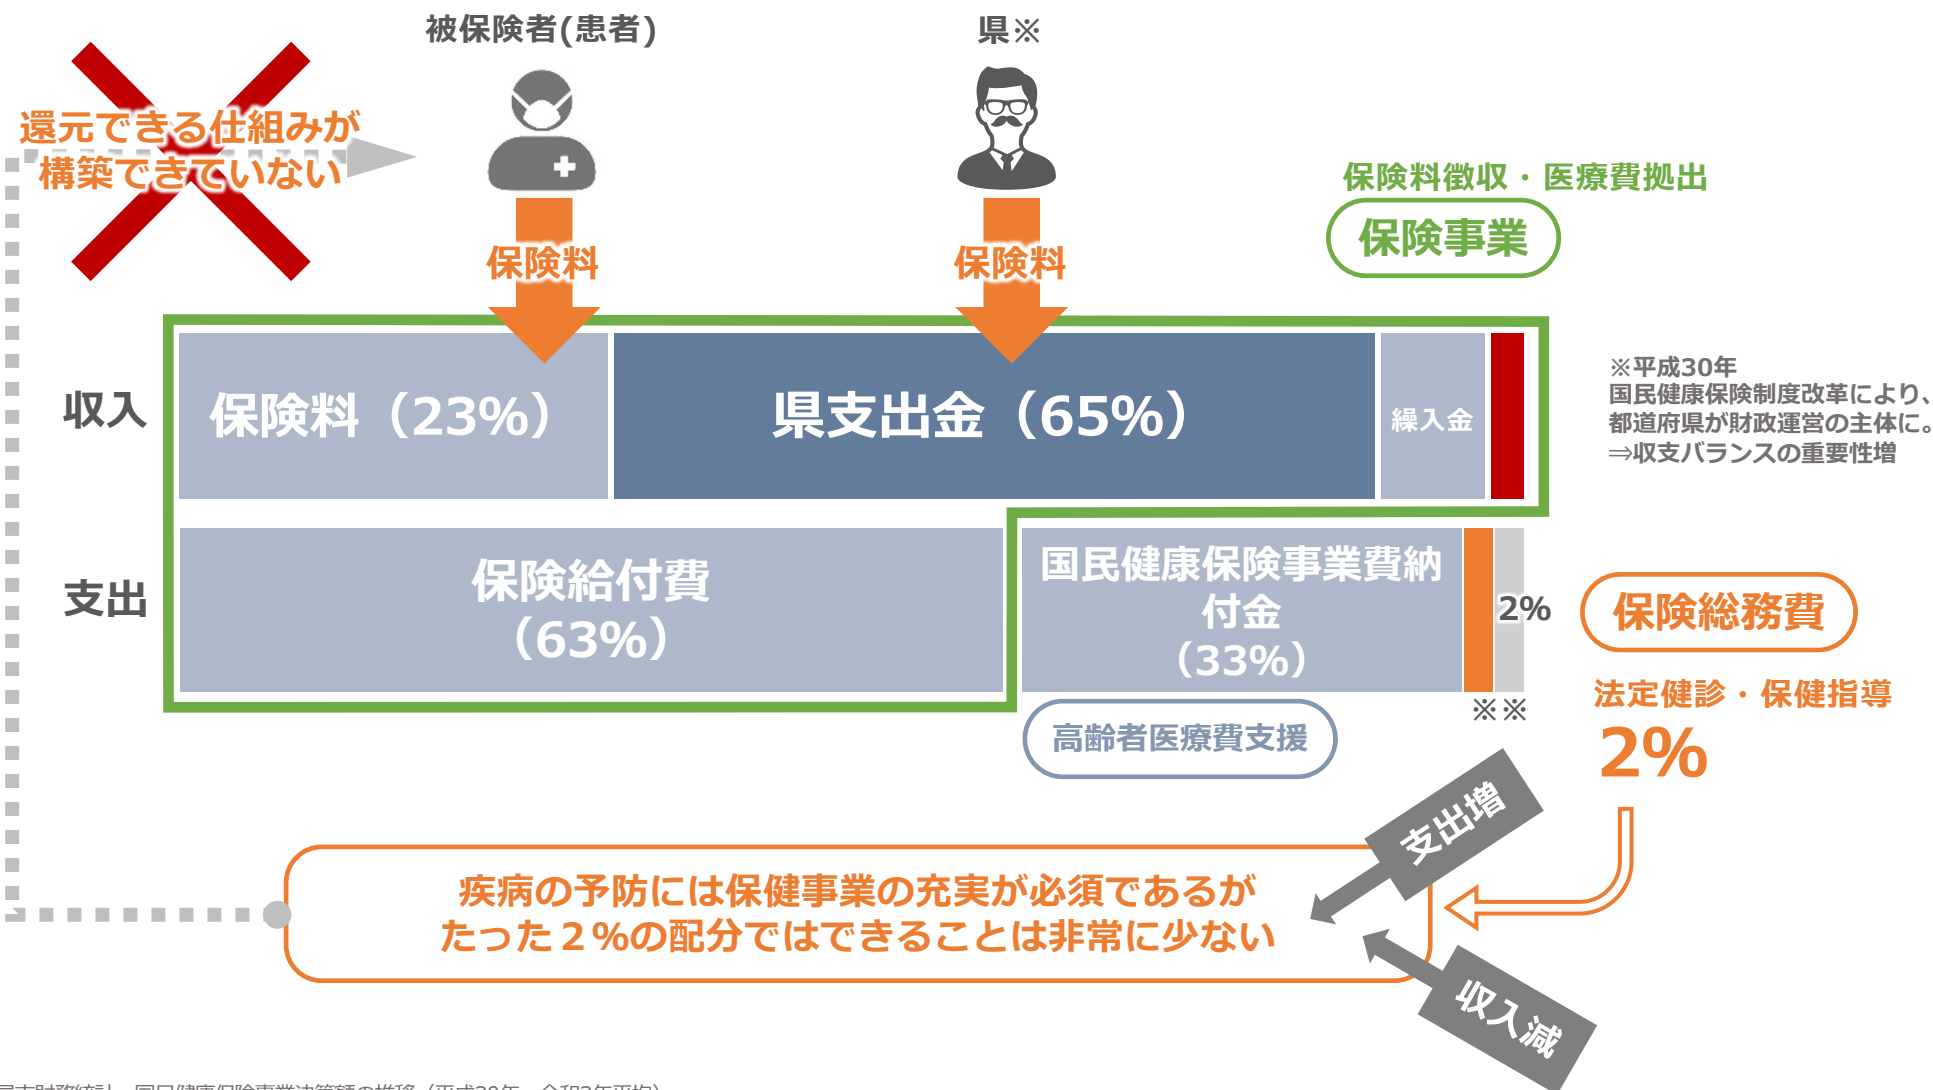 被保険者(患者)
県※
還元できる仕組みが
構築できていない
保険料
保険料
保険料徴収・医療費拠出
保険事業
収入
保険料（23%）
県支出金（65%）
繰入金
※平成30年
国民健康保険制度改革により、
都道府県が財政運営の主体に。
⇒収支バランスの重要性増
支出
保険給付費
（63%）
国民健康保険事業費納
付金
（33%）
2%
※※
保険総務費
高齢者医療費支援
法定健診・保健指導
2%
支出増
疾病の予防には保健事業の充実が必須であるが
たった２%の配分ではできることは非常に少ない
収入減